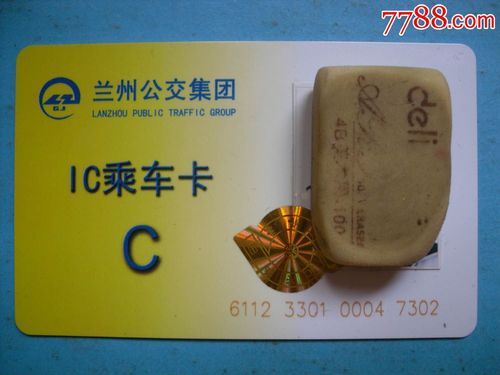 7788.com
GJ
兰州公交集团
LANZHOU PUBLIC TRAFFIC GROUP
IC乘车卡
C
deli
6112 3301 0004 7302